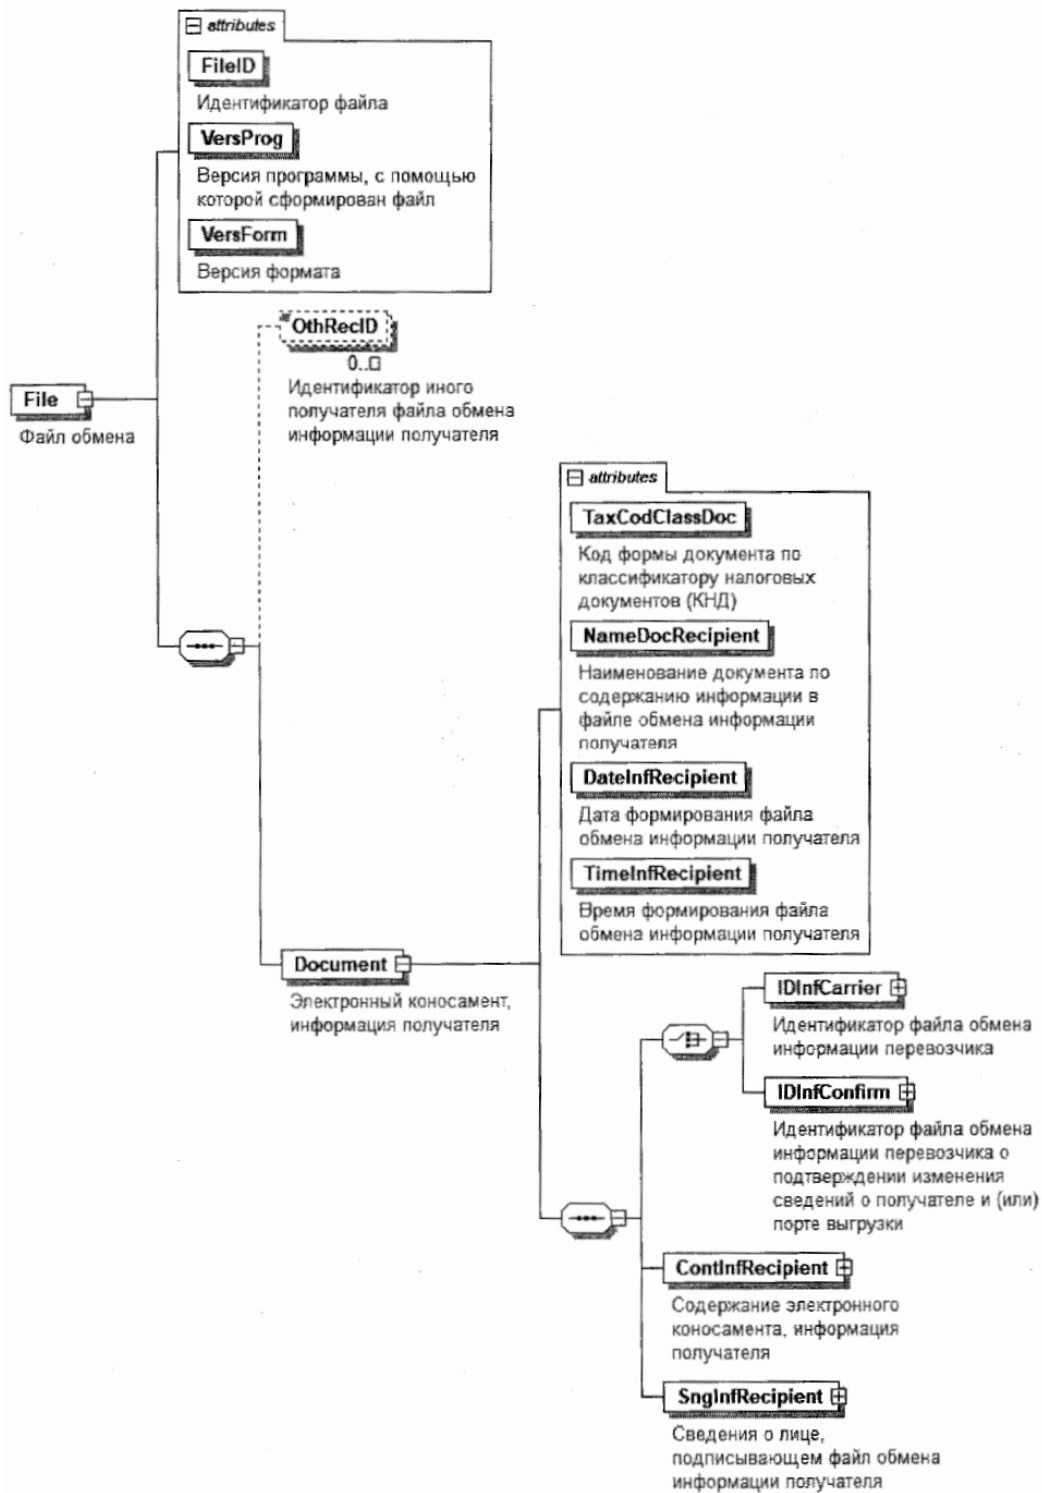 attributes
FileID
Идентификатор файла
VersProg
Версия программы, с помощью
которой сформирован файл
VersForm
Версия формата
OthRecID
0..□
Идентификатор иного
получателя файла обмена
информации получателя
File
Файл обмена
attributes
TaxCodClassDoc
Код формы документа по
классификатору налоговых
документов (КНД)
NameDocRecipient
Наименование документа по
содержанию информации в
файле обмена информации
получателя
DateInfRecipient
Дата формирования файла
обмена информации получателя
TimeInfRecipient
Время формирования файла
обмена информации получателя
Document
Электронный коносамент,
информация получателя
IDInfCarrier
Идентификатор файла обмена
информации перевозчика
IDInfConfirm
Идентификатор файла обмена
информации перевозчика о
подтверждении изменения
сведений о получателе и (или)
порте выгрузки
ContInfRecipient
Содержание электронного
коносамента, информация
получателя
SngInfRecipient
Сведения о лице,
подписывающем файл обмена
информации получателя